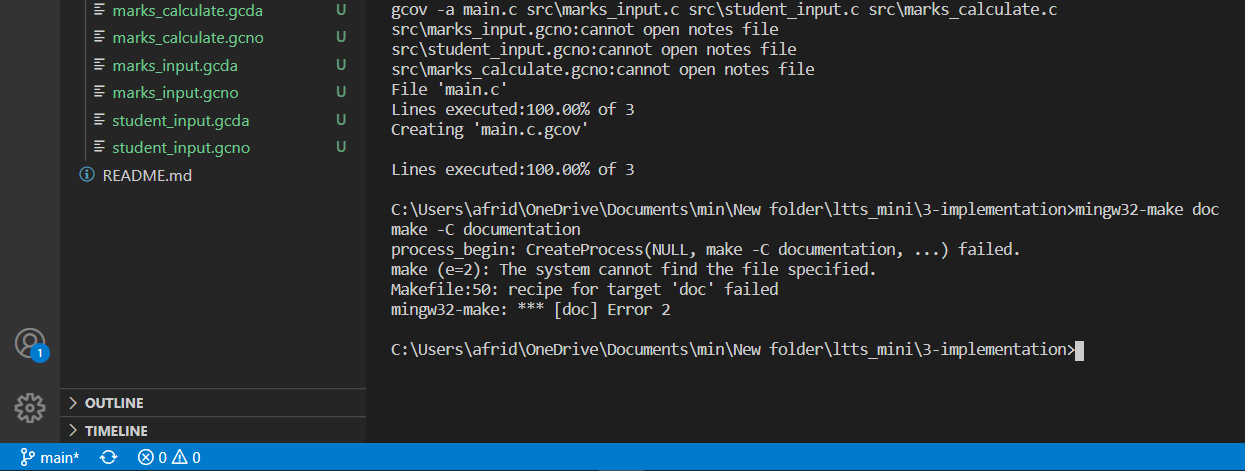 marks_calculate.gcda U
marks_calculate.gcno U
marks_input.gcda U
marks_input.gcno U
student_input.gcda U
student_input.gcno U
README.md
1
OUTLINE
TIMELINE
gcov -a main.c src\marks_input.c src\student_input.c src\marks_calculate.c
src\marks_input.gcno:cannot open notes file
src\student_input.gcno:cannot open notes file
src\marks_calculate.gcno:cannot open notes file
File 'main.c'
Lines executed:100.00% of 3
Creating 'main.c.gcov'
Lines executed:100.00% of 3
C:\Users\afrid\OneDrive\Documents\min\New folder\ltts_mini\3-implementation>mingw32-make doc
make -C documentation
process_begin: CreateProcess(NULL, make -C documentation, ...) failed.
make (e=2): The system cannot find the file specified.
Makefile:50: recipe for target 'doc' failed
mingw32-make: *** [doc] Error 2
C:\Users\afrid\OneDrive\Documents\min\New folder\ltts_mini\3-implementation>
main* 0 0